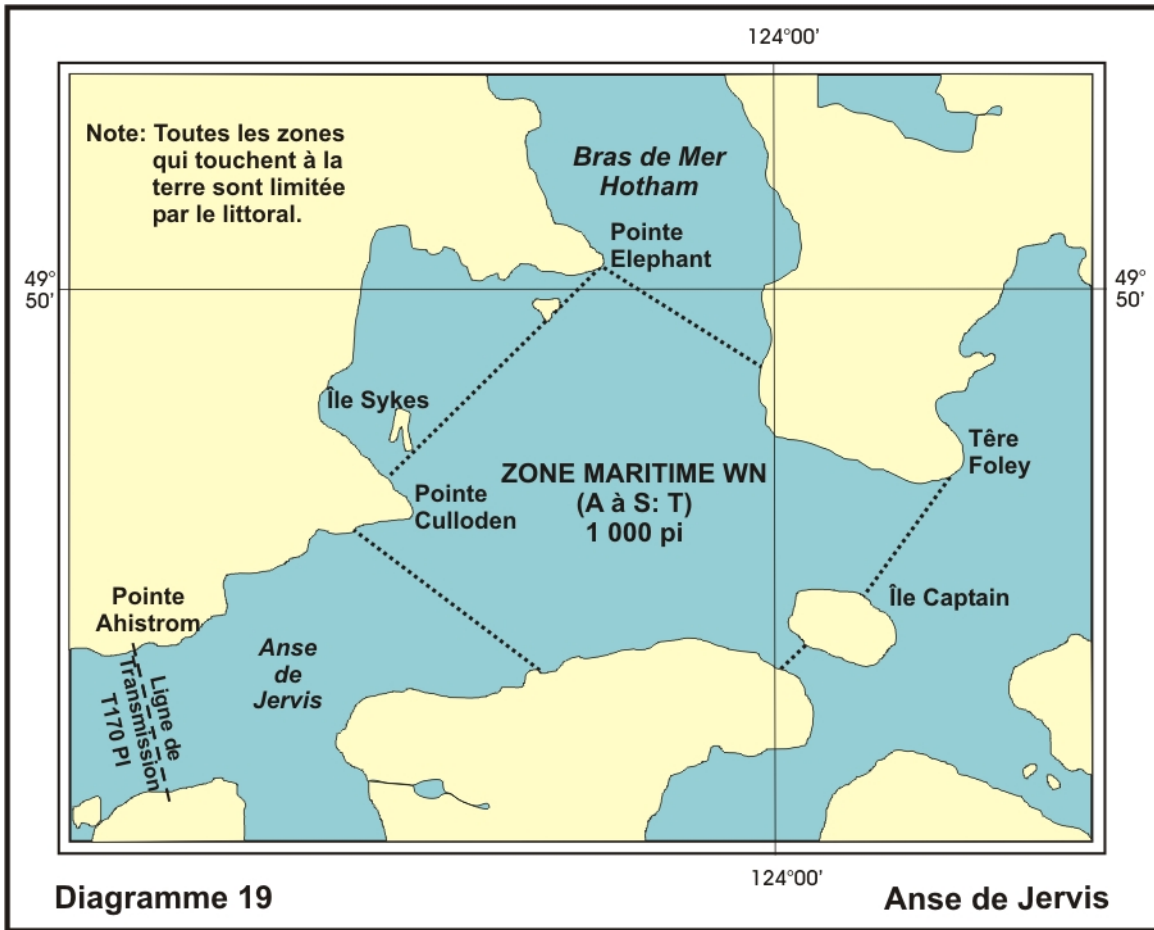 124°00'
Note: Toutes les zones
qui touchent à la
terre sont limitée
par le littoral.
Bras de Mer
Hotham
Pointe
Elephant
49°
50'
49°
50'
Île Sykes
Têre
Foley
ZONE MARITIME WN
(A à S: T)
1 000 pi
Pointe
Culloden
Pointe
Ahistrom
Île Captain
Anse
de
Jervis
Ligne de
Transmission
T170 PI
124°00'
Diagramme 19
Anse de Jervis